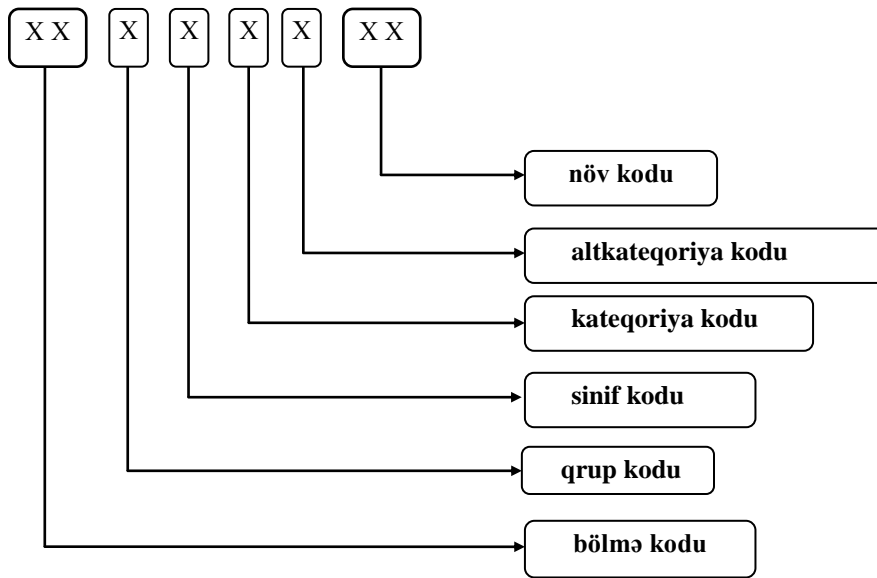 X X X X X X X X
növ kodu
altkateqoriya kodu
kateqoriya kodu
sinif kodu
qrup kodu
bölmə kodu